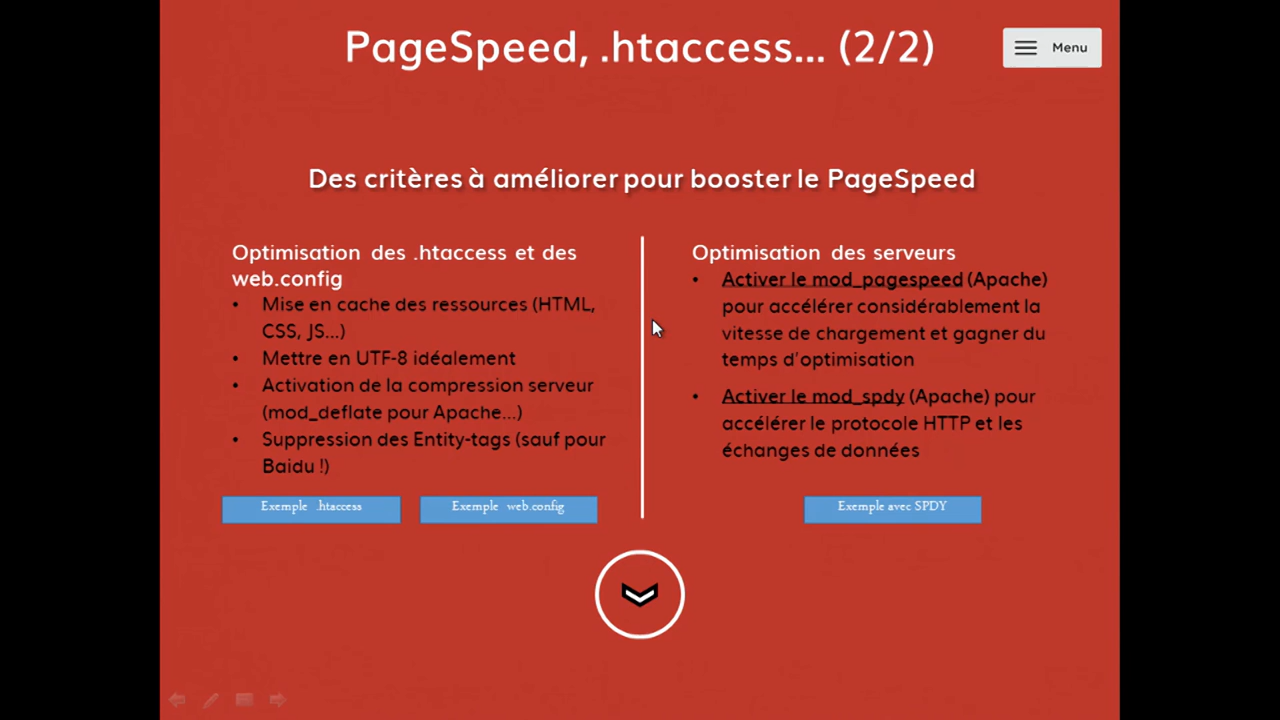 PageSpeed, .htaccess... (2/2)
Menu
Des critères à améliorer pour booster le PageSpeed
Optimisation des .htaccess et des
web.config
• Mise en cache des ressources (HTML,
CSS, JS...)
• Mettre en UTF-8 idéalement
• Activation de la compression serveur
(mod_deflate pour Apache...)
• Suppression des Entity-tags (sauf pour
Baidu !)
Exemple .htaccess
Exemple web.config
Optimisation des serveurs
• Activer le mod_pagespeed (Apache)
pour accélérer considérablement la
vitesse de chargement et gagner du
temps d'optimisation
• Activer le mod_spdy (Apache) pour
accélérer le protocole HTTP et les
échanges de données
Exemple avec SPDY